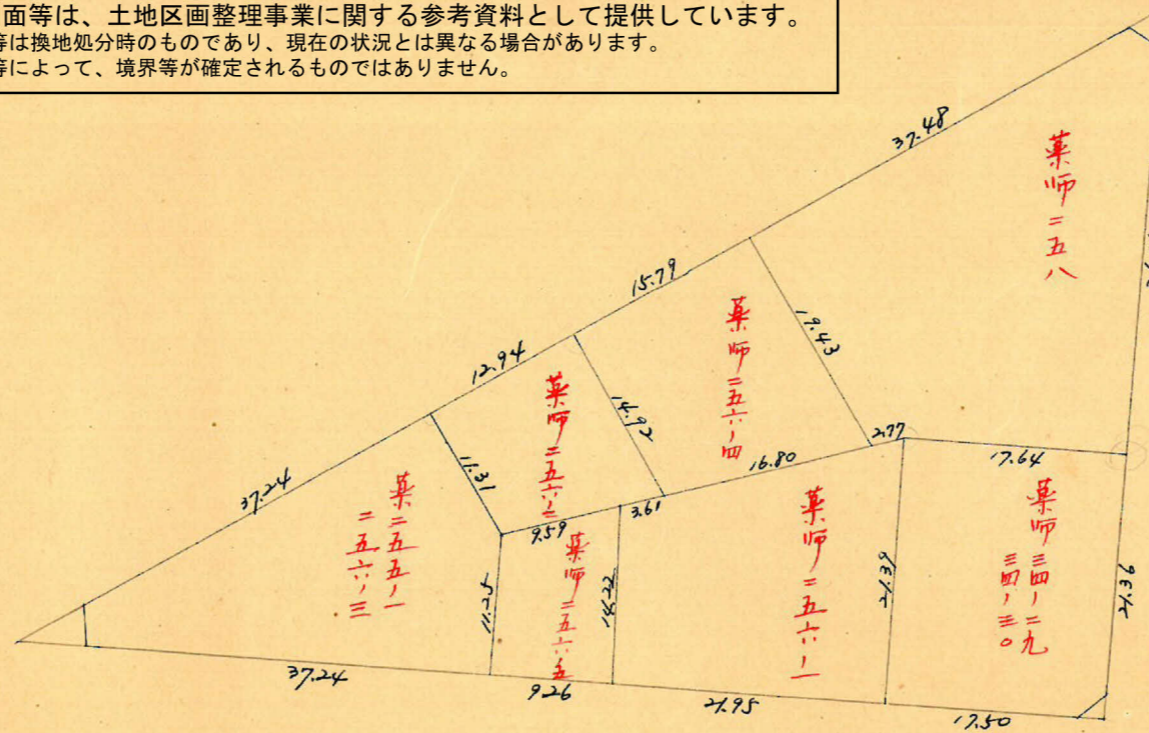 面等は、土地区画整理事業に関する参考資料として提供しています。
等は換地処分時のものであり、現在の状況とは異なる場合があります。
等によって、境界等が確定されるものではありません。
37.48
薬師二五八
15.79
19.43
薬師二五六ノ四
12.94
14.92
薬師二五六ノ二
2.77
16.80
17.64
37.24
11.31
3.61
9.59
薬二五五ノ一
二五六ノ三
薬師二五六ノ五
薬師二五六ノ一
薬師三四ノ二九
三四ノ三〇
11.25
14.22
21.39
21.36
37.24
9.26
21.95
17.50